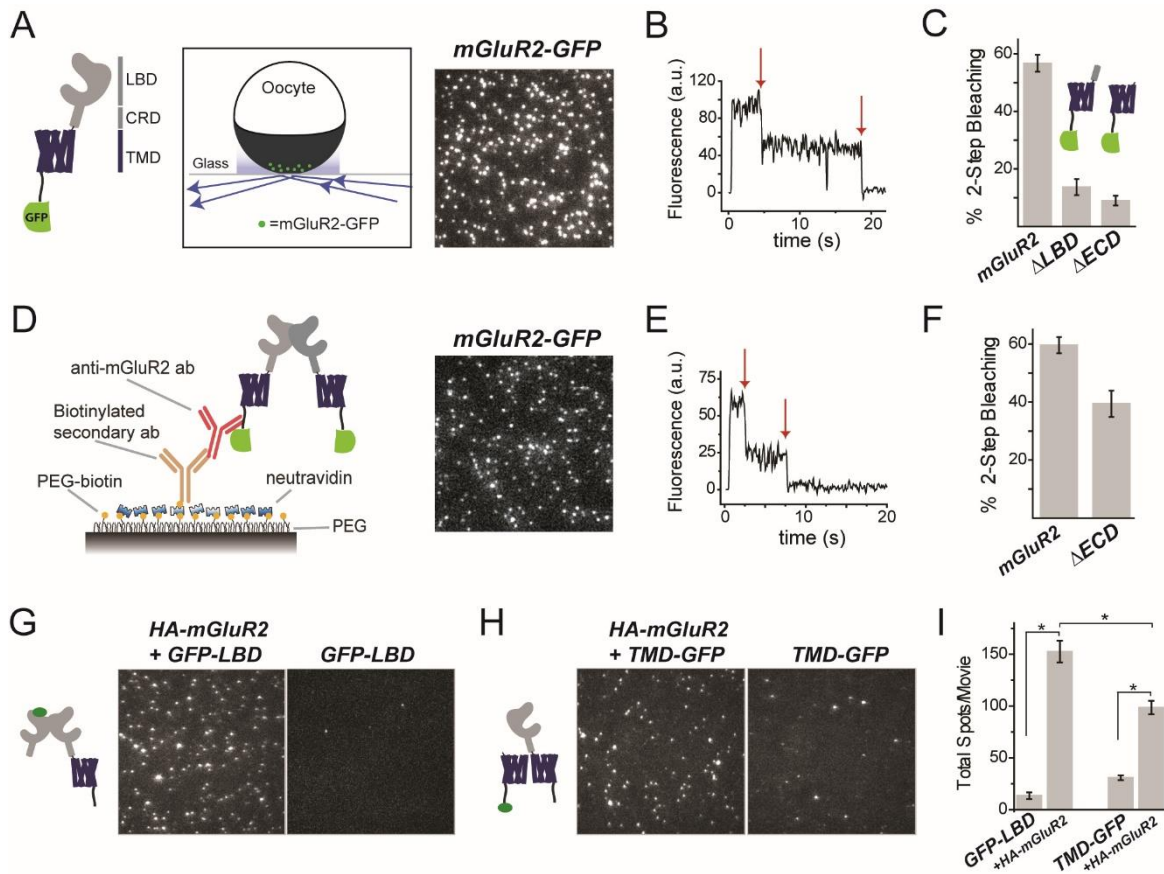 A
LBD
CRD
TMD
GFP
Oocyte
Glass
=mGluR2-GFP
mGluR2-GFP
B
Fluorescence (a.u.)
120
80
40
0
0
10
20
time (s)
C
% 2-Step Bleaching
60
40
20
0
mGluR2
ΔLBD
ΔECD
D
anti-mGluR2 ab
Biotinylated
secondary ab
PEG-biotin
neutravidin
PEG
mGluR2-GFP
E
Fluorescence (a.u.)
75
50
25
0
0
5
10
15
20
time (s)
F
% 2-Step Bleaching
60
40
20
mGluR2
ΔECD
G
HA-mGluR2
+ GFP-LBD
GFP-LBD
H
HA-mGluR2
+ TMD-GFP
TMD-GFP
I
Total Spots/Movie
150
100
50
0
*
*
*
GFP-LBD
+HA-mGluR2
TMD-GFP
+HA-mGluR2